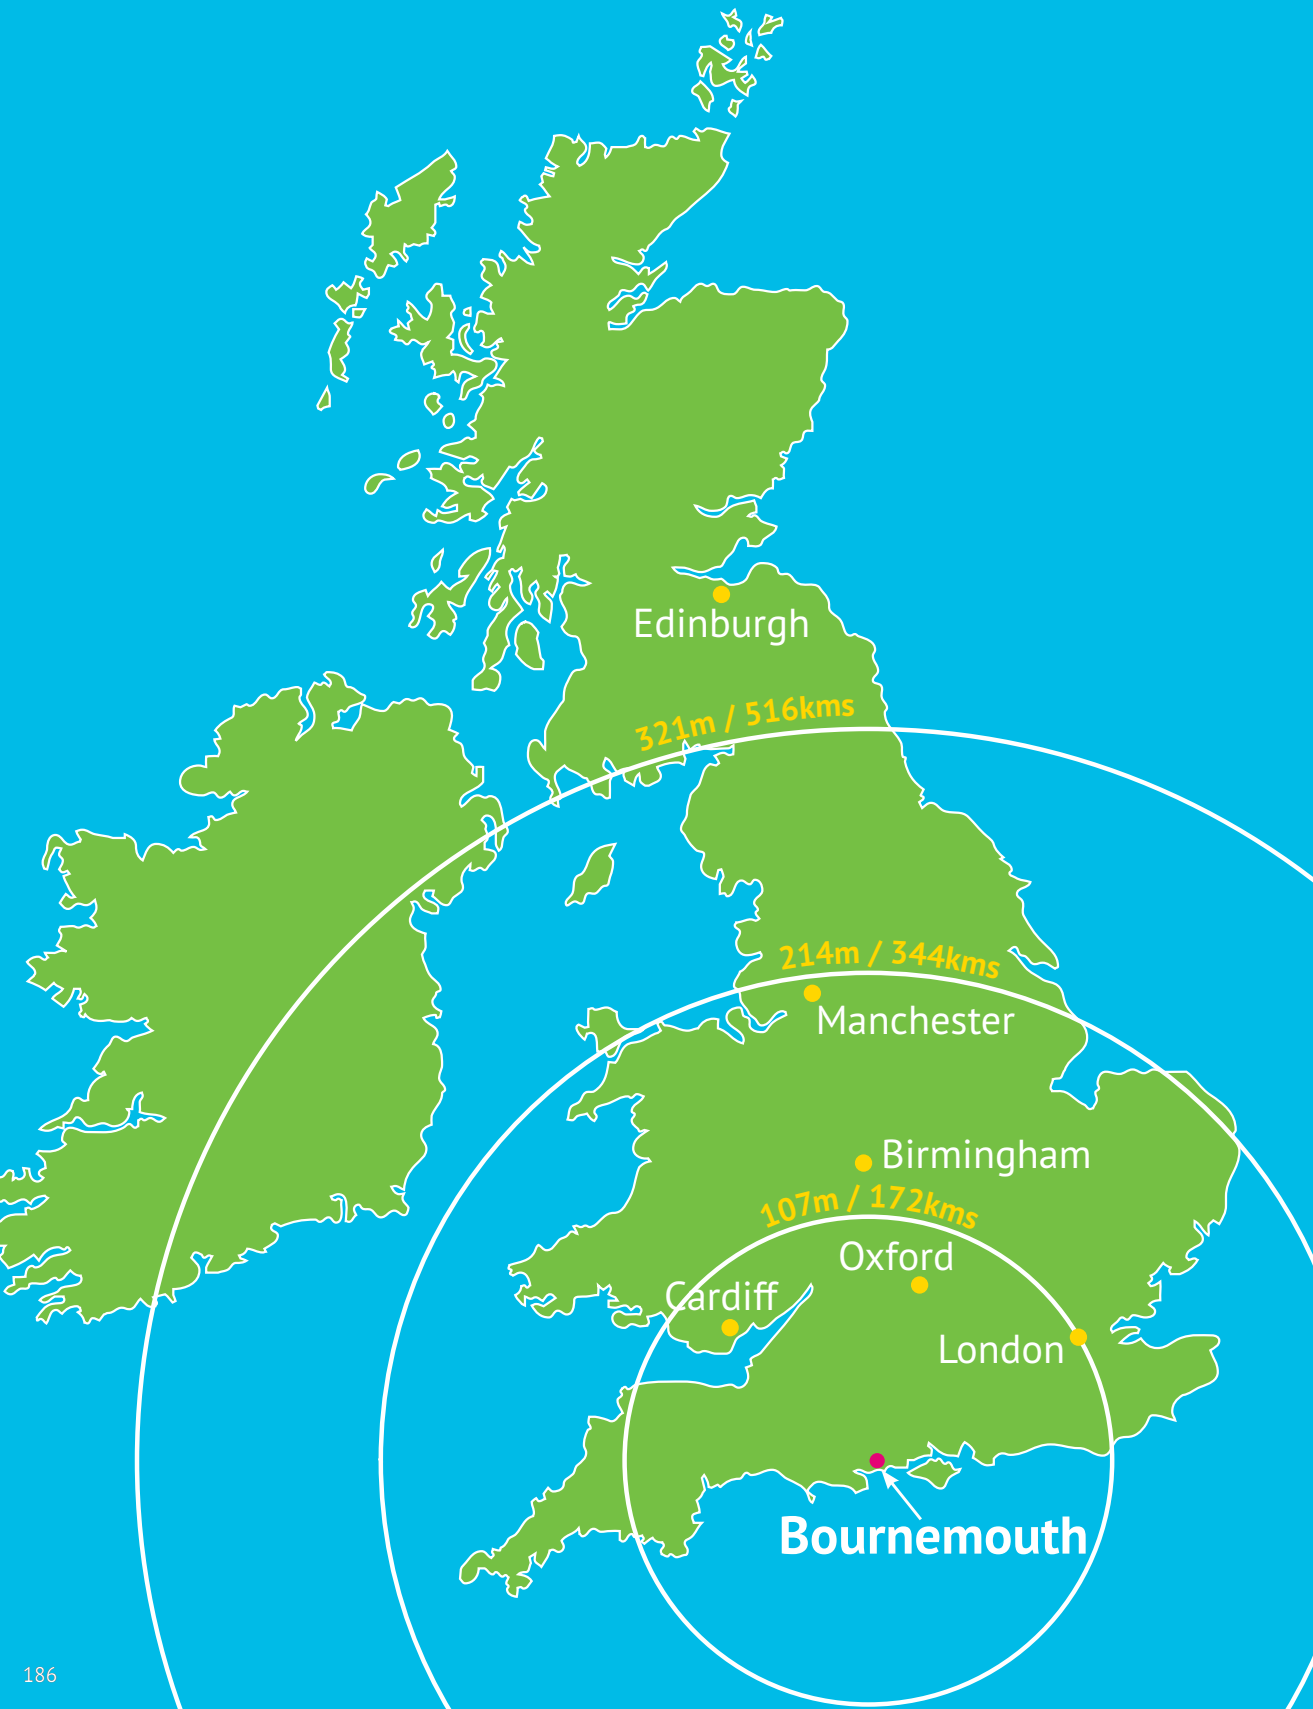 Edinburgh
321m / 516kms
214m / 344kms
Manchester
Birmingham
107m / 172kms
Oxford
Cardiff
London
Bournemouth
186